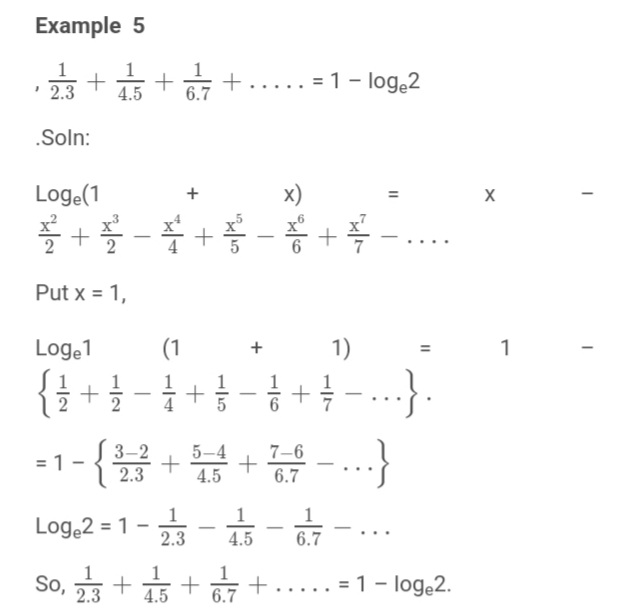 Example 5
, 1/2.3 + 1/4.5 + 1/6.7 + ..... = 1 − logₑ2
.Soln:
Logₑ(1 + x) = x −
x²/2 + x³/2 − x⁴/4 + x⁵/5 − x⁶/6 + x⁷/7 − ....
Put x = 1,
Logₑ1 (1 + 1) = 1 −
{1/2 + 1/2 − 1/4 + 1/5 − 1/6 + 1/7 − ...} .
= 1 − {3−2/2.3 + 5−4/4.5 + 7−6/6.7 − ...}
Logₑ2 = 1 − 1/2.3 − 1/4.5 − 1/6.7 − ...
So, 1/2.3 + 1/4.5 + 1/6.7 + ..... = 1 − logₑ2.